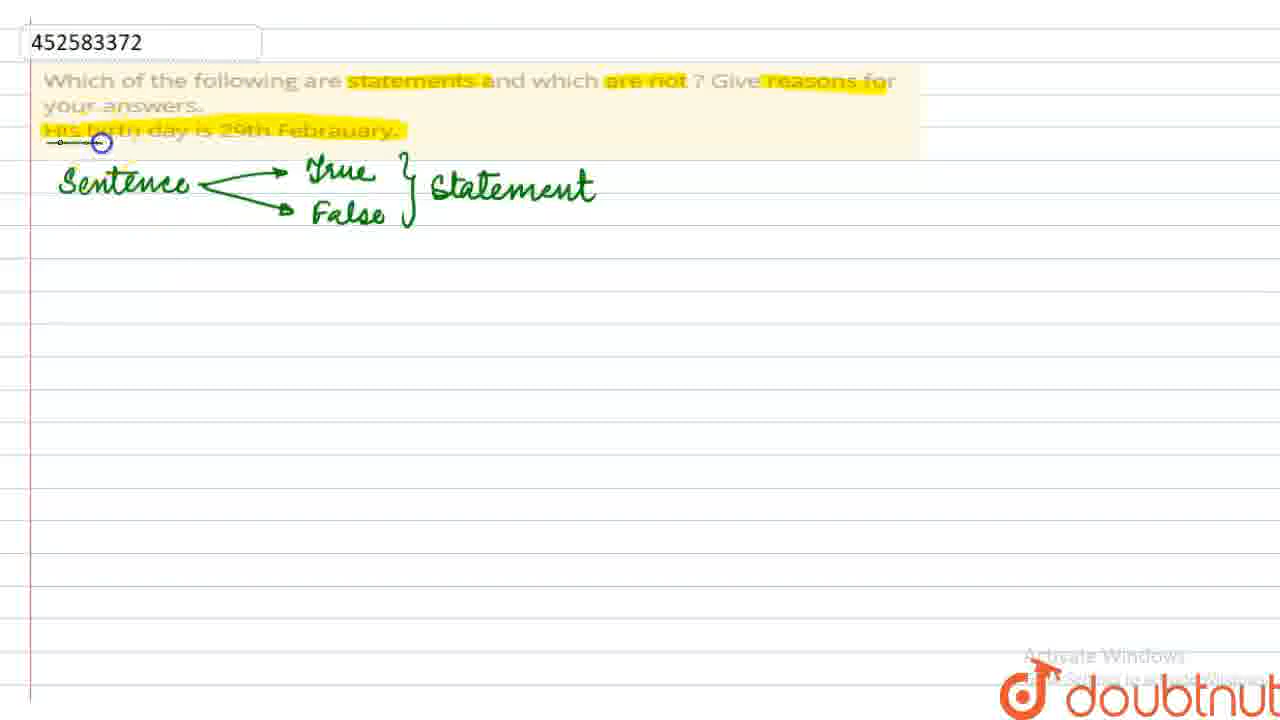 452583372
Which of the following are statements and which are not ? Give reasons for
your answers.
His birth day is 29th Febrauary.
Sentence True
False } Statement
Activate Windows
doubtnut